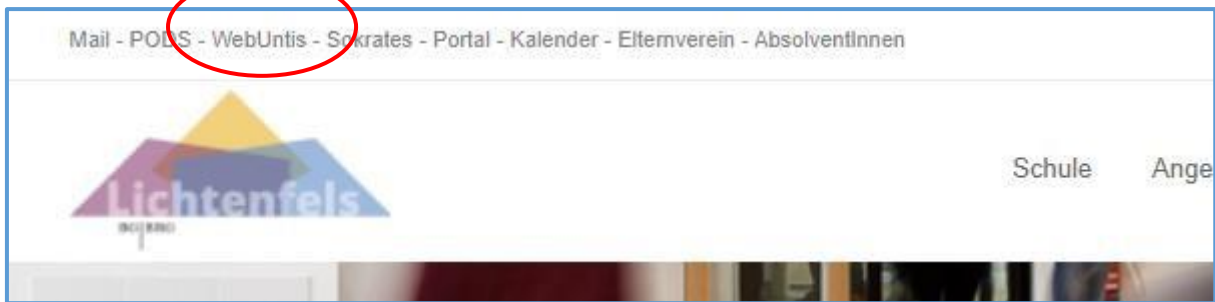 Mail - PODS - WebUntis - Sokrates - Portal - Kalender - Elternverein - AbsolventInnen
Schule Ange
Lichtenfels